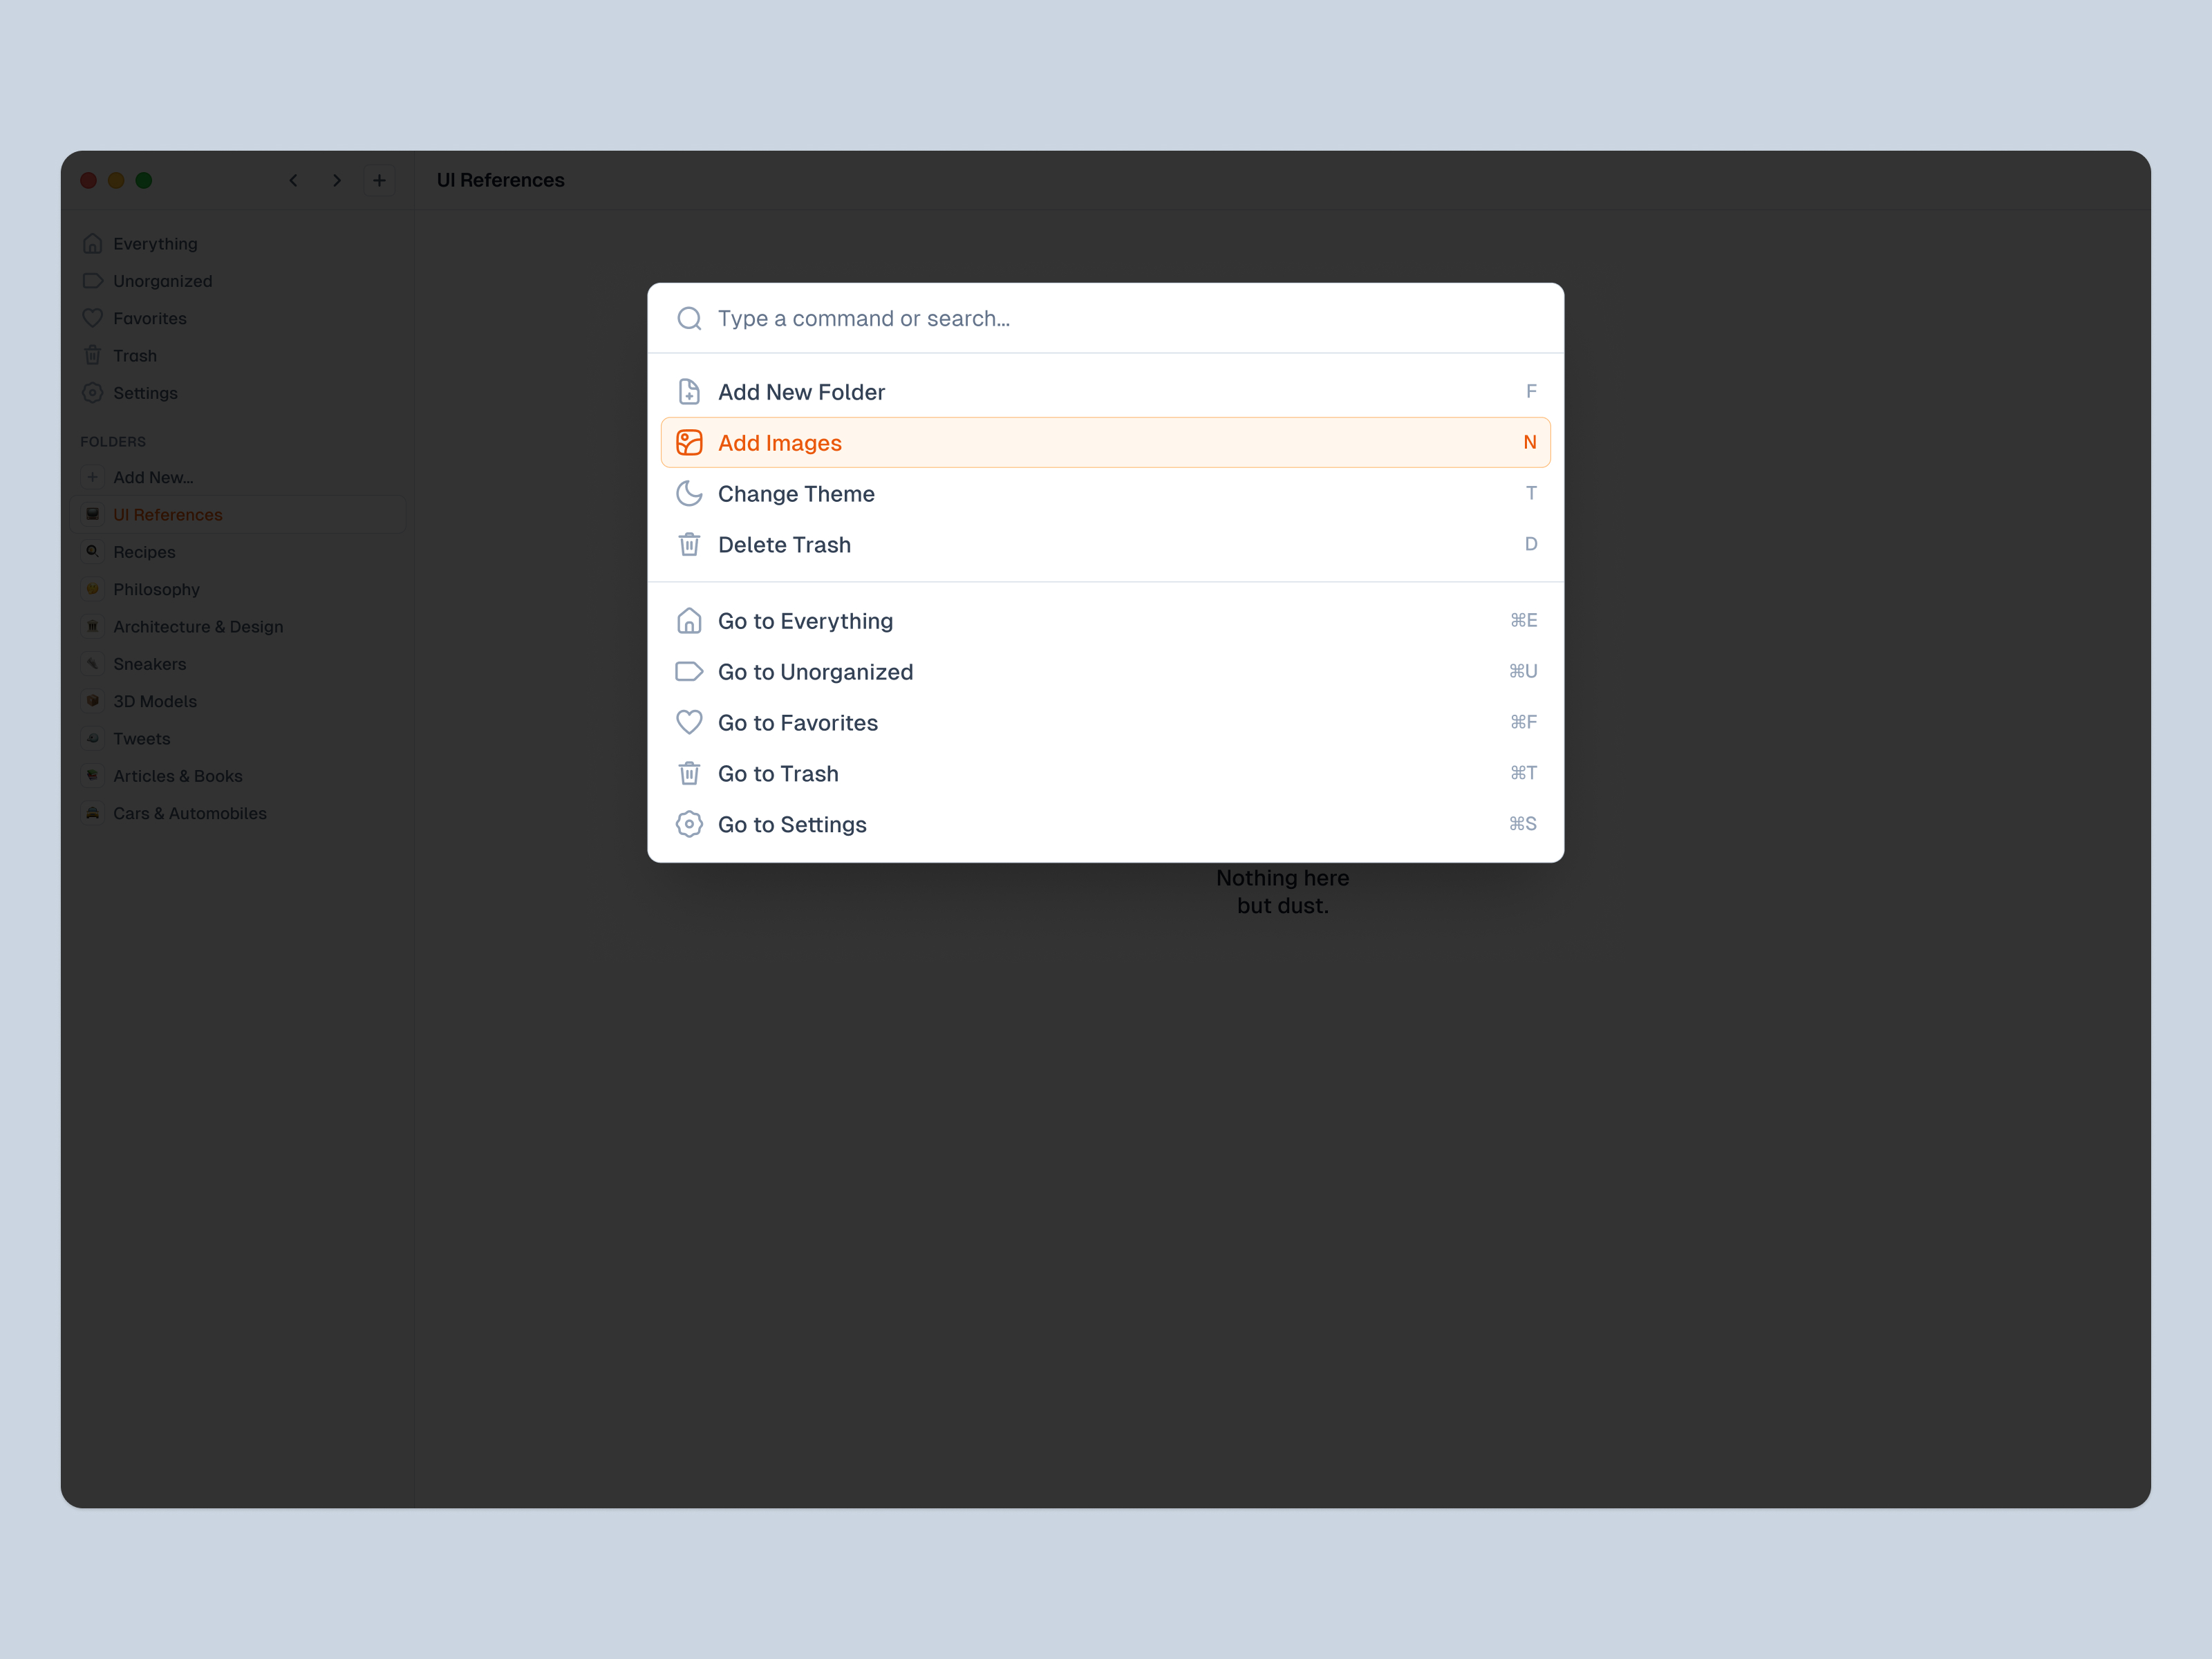 UI References
Everything
Unorganized
Favorites
Trash
Settings
FOLDERS
Add New...
UI References
Recipes
Philosophy
Architecture & Design
Sneakers
3D Models
Tweets
Articles & Books
Cars & Automobiles
Type a command or search...
Add New Folder F
Add Images N
Change Theme T
Delete Trash D
Go to Everything ⌘E
Go to Unorganized ⌘U
Go to Favorites ⌘F
Go to Trash ⌘T
Go to Settings ⌘S
Nothing here
but dust.